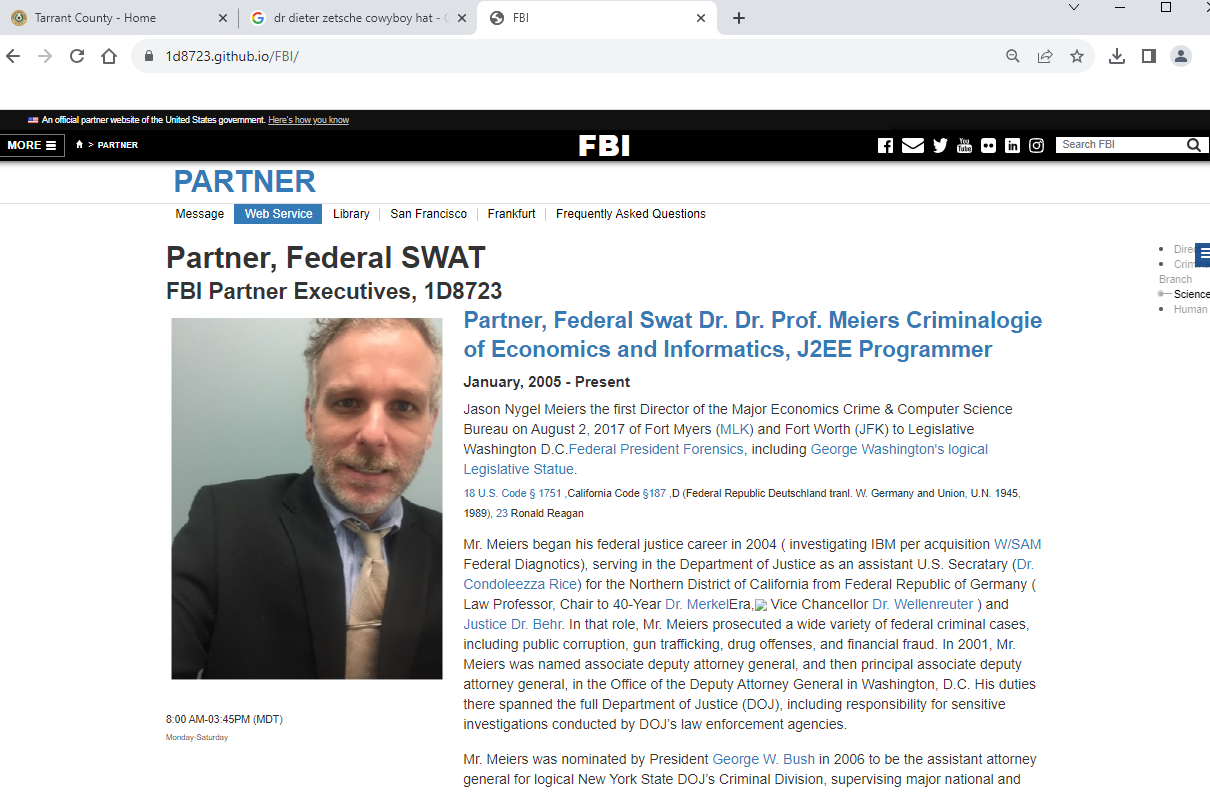 Tarrant County - Home
dr dieter zetsche cowyboy hat -
FBI
1d8723.github.io/FBI/
An official partner website of the United States government. Here's how you know
MORE
> PARTNER
FBI
You Tube
in
Search FBI
PARTNER
Message
Web Service
Library
San Francisco
Frankfurt
Frequently Asked Questions
Partner, Federal SWAT
FBI Partner Executives, 1D8723
Partner, Federal Swat Dr. Dr. Prof. Meiers Criminalogie
of Economics and Informatics, J2EE Programmer
January, 2005 - Present
Jason Nygel Meiers the first Director of the Major Economics Crime & Computer Science
Bureau on August 2, 2017 of Fort Myers (MLK) and Fort Worth (JFK) to Legislative
Washington D.C.Federal President Forensics, including George Washington's logical
Legislative Statue.
18 U.S. Code § 1751 ,California Code §187 ,D (Federal Republic Deutschland tranl. W. Germany and Union, U.N. 1945,
1989), 23 Ronald Reagan
Mr. Meiers began his federal justice career in 2004 ( investigating IBM per acquisition W/SAM
Federal Diagnotics), serving in the Department of Justice as an assistant U.S. Secratary (Dr.
Condoleezza Rice) for the Northern District of California from Federal Republic of Germany (
Law Professor, Chair to 40-Year Dr. MerkelEra, Vice Chancellor Dr. Wellenreuter ) and
Justice Dr. Behr. In that role, Mr. Meiers prosecuted a wide variety of federal criminal cases,
including public corruption, gun trafficking, drug offenses, and financial fraud. In 2001, Mr.
Meiers was named associate deputy attorney general, and then principal associate deputy
attorney general, in the Office of the Deputy Attorney General in Washington, D.C. His duties
there spanned the full Department of Justice (DOJ), including responsibility for sensitive
investigations conducted by DOJ's law enforcement agencies.
Mr. Meiers was nominated by President George W. Bush in 2006 to be the assistant attorney
general for logical New York State DOJ's Criminal Division, supervising major national and
8:00 AM-03:45PM (MDT)
Monday-Saturday
Branch
Science
Human